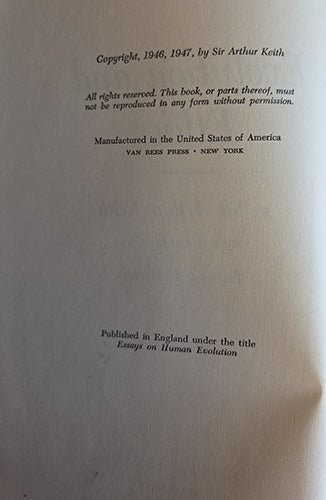 Copyright, 1946, 1947, by Sir Arthur Keith
All rights reserved. This book, or parts thereof, must
not be reproduced in any form without permission.
Manufactured in the United States of America
VAN REES PRESS • NEW YORK
Published in England under the title
Essays on Human Evolution